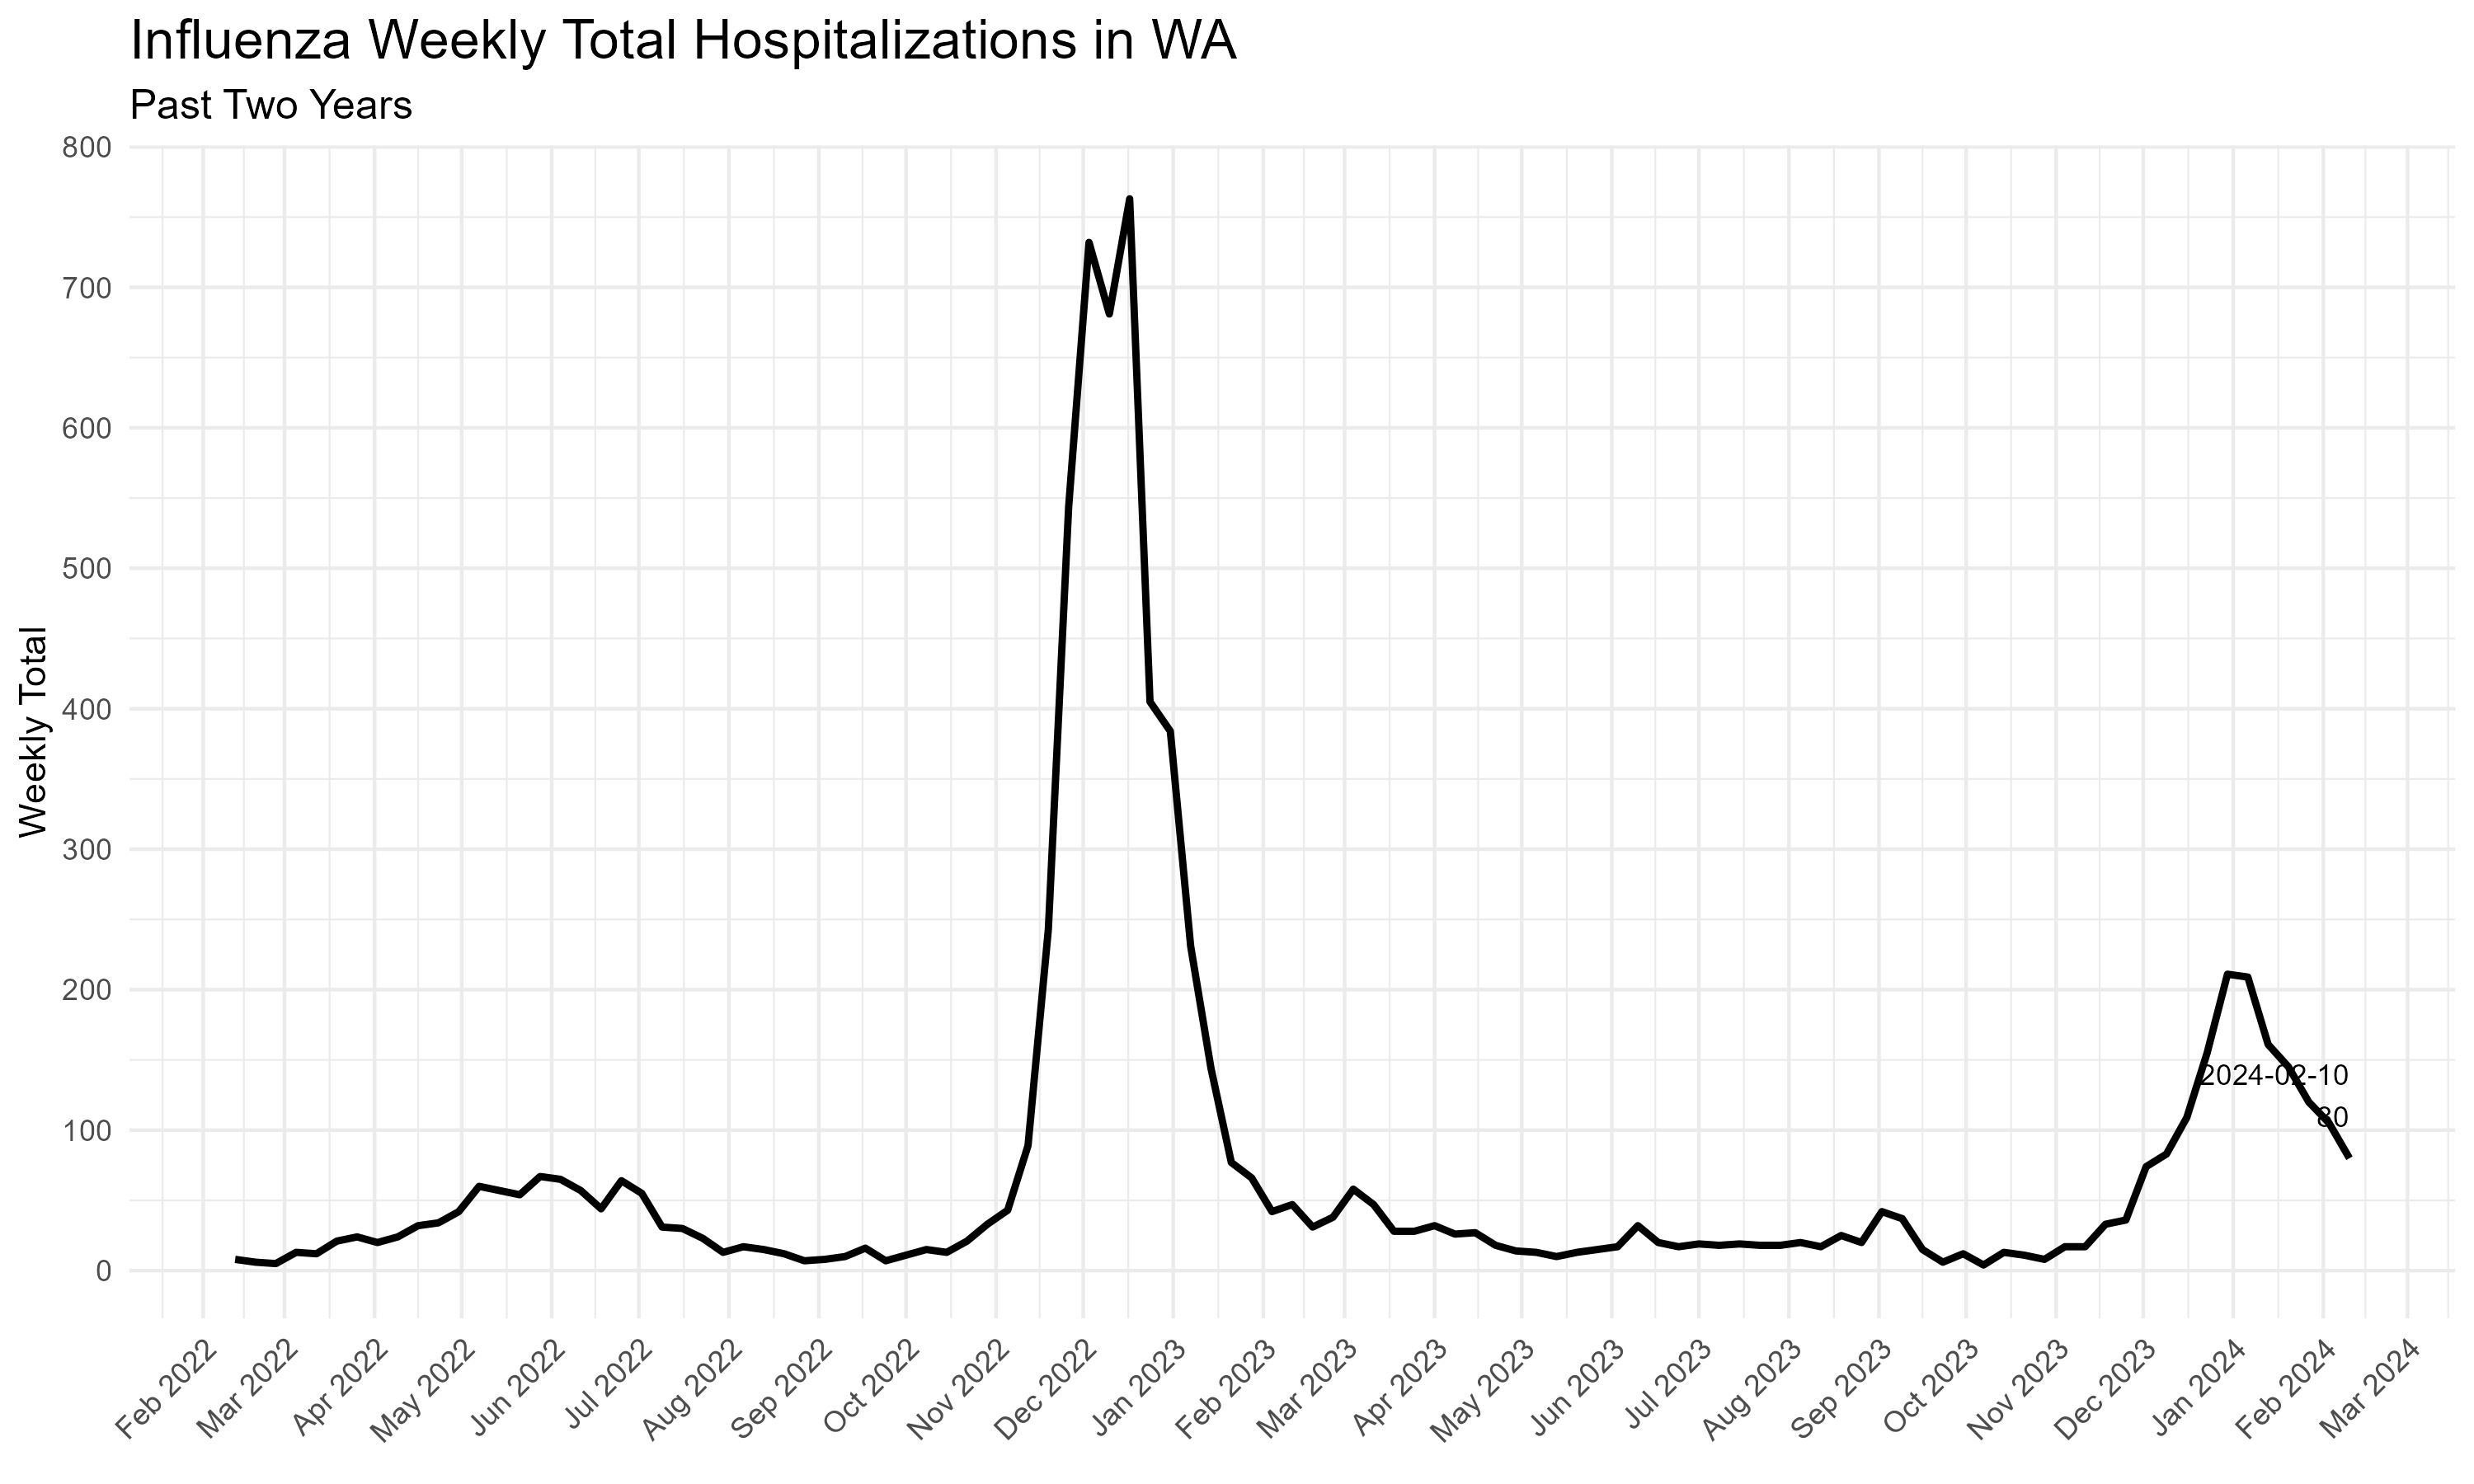 Influenza Weekly Total Hospitalizations in WA
Past Two Years
800
700
600
500
400
300
200
100
0
Weekly Total
2024-02-10
80
Feb 2022
Mar 2022
Apr 2022
May 2022
Jun 2022
Jul 2022
Aug 2022
Sep 2022
Oct 2022
Nov 2022
Dec 2022
Jan 2023
Feb 2023
Mar 2023
Apr 2023
May 2023
Jun 2023
Jul 2023
Aug 2023
Sep 2023
Oct 2023
Nov 2023
Dec 2023
Jan 2024
Feb 2024
Mar 2024